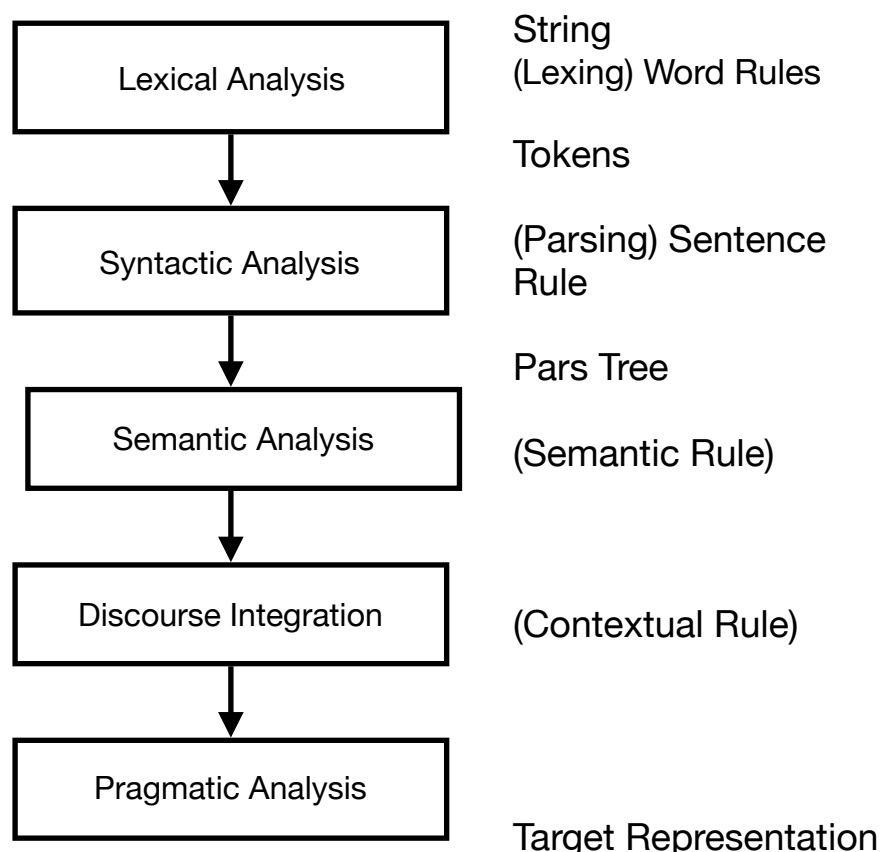 Lexical Analysis
String
(Lexing) Word Rules
Tokens
Syntactic Analysis
(Parsing) Sentence
Rule
Pars Tree
Semantic Analysis
(Semantic Rule)
Discourse Integration
(Contextual Rule)
Pragmatic Analysis
Target Representation